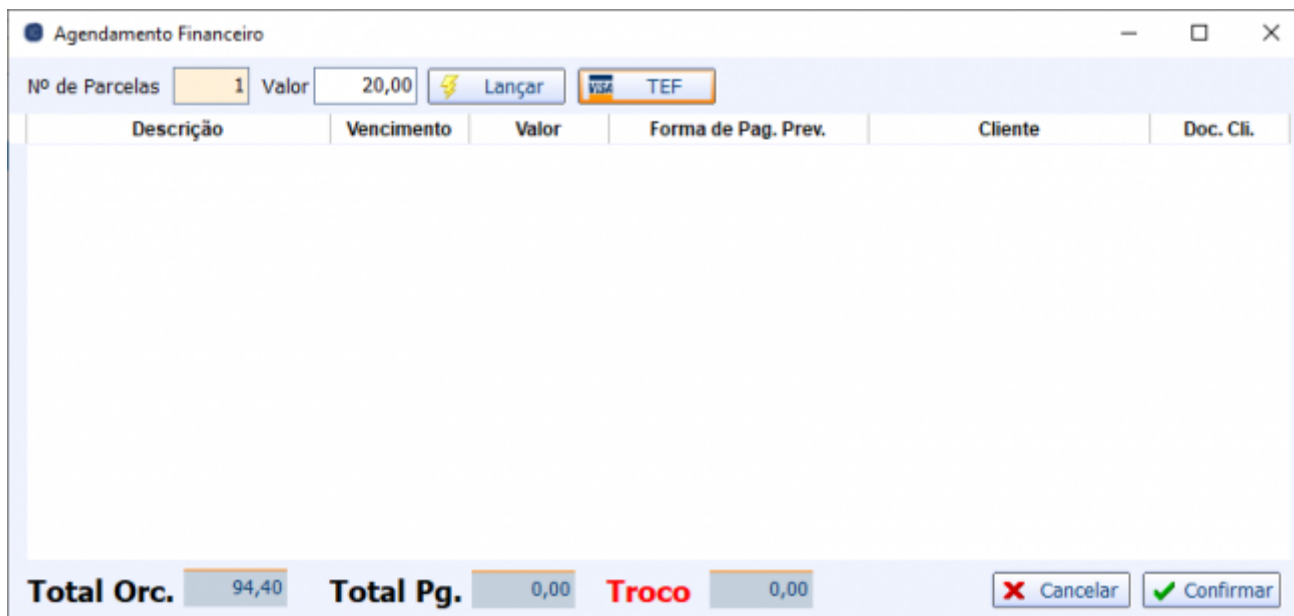 Agendamento Financeiro
Nº de Parcelas 1 Valor 20,00 Lançar VISA TEF
Descrição Vencimento Valor Forma de Pag. Prev. Cliente Doc. Cli.
Total Orc. 94,40 Total Pg. 0,00 Troco 0,00 Cancelar Confirmar